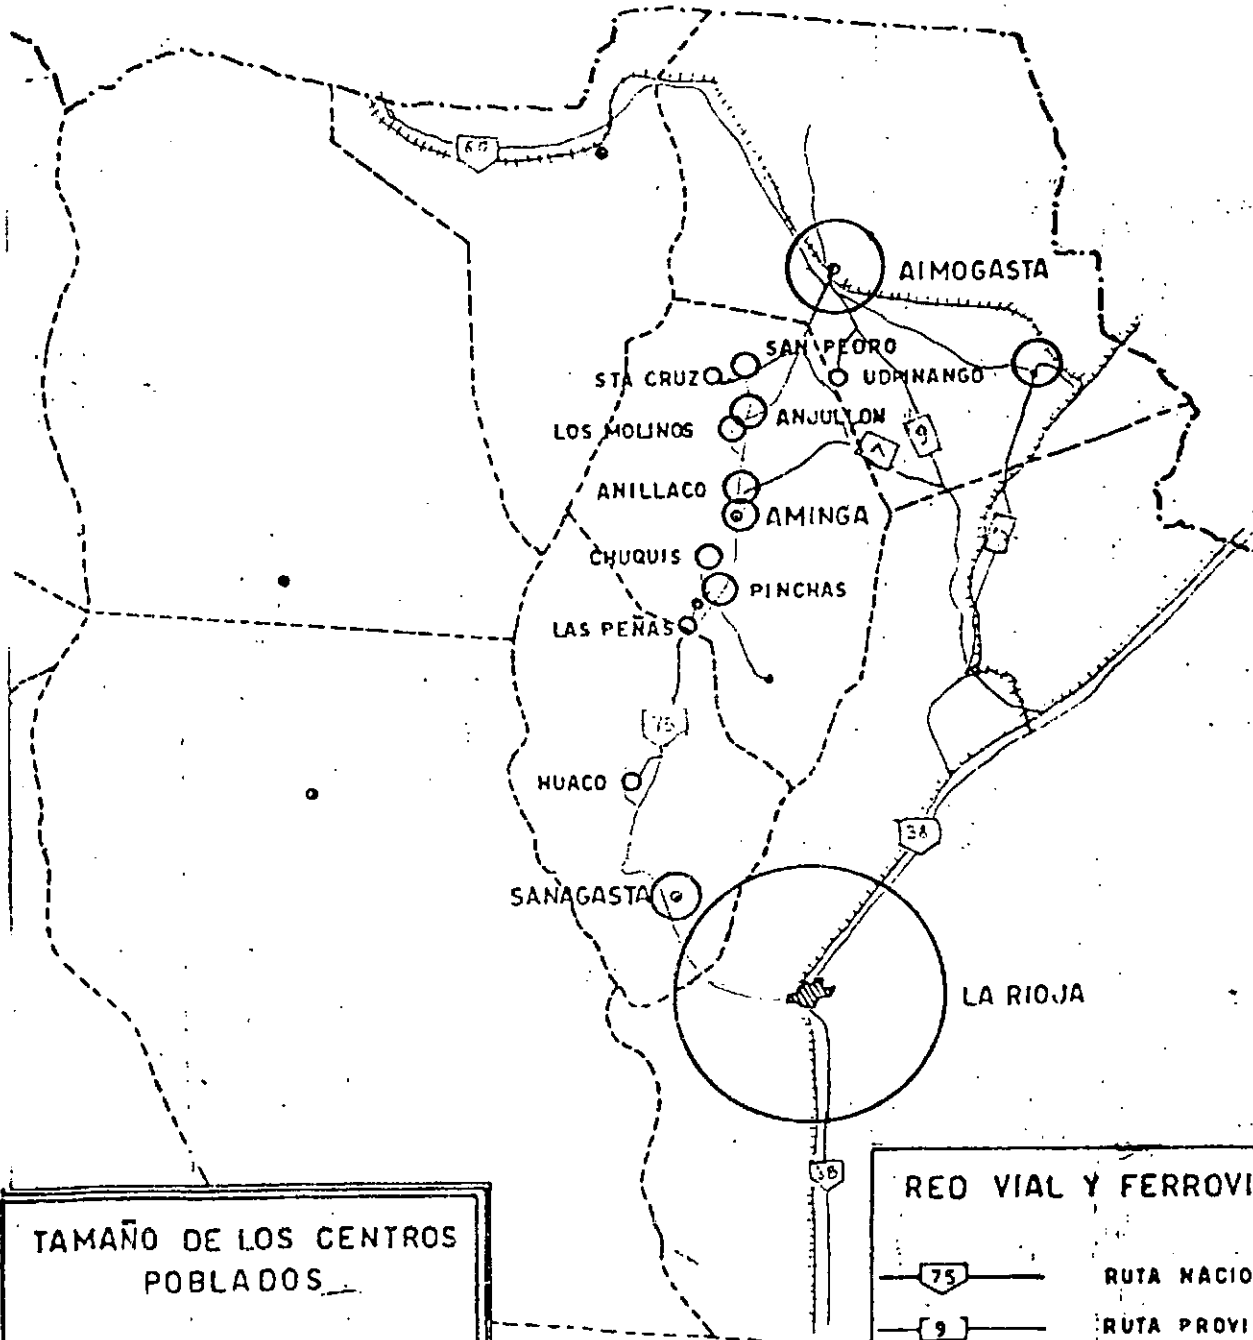 60
AIMOGASTA
SAN PEDRO
STA CRUZ
UDPINANGO
ANJULLON
LOS MOLINOS
9
ANILLACO
AMINGA
CHUQUIS
PINCHAS
LAS PEÑAS
75
HUACO
38
SANAGASTA
LA RIOJA
38
RED VIAL Y FERROVI
TAMAÑO DE LOS CENTROS
POBLADOS
75 RUTA NACIO
9 RUTA PROVI